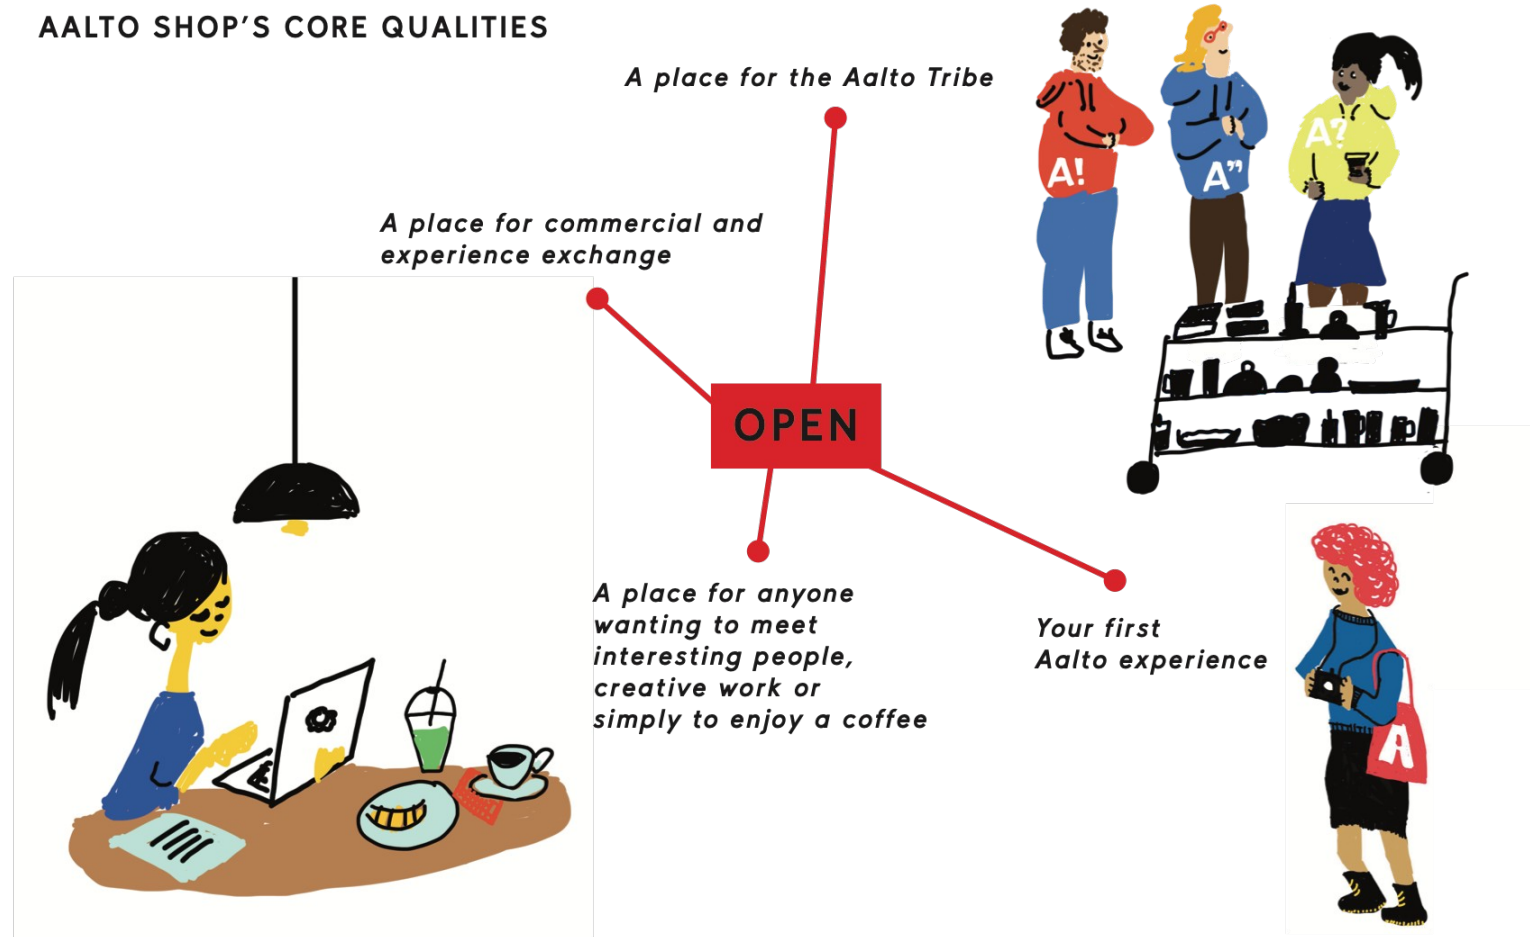 AALTO SHOP’S CORE QUALITIES
A place for the Aalto Tribe
A!
A”
A?
A place for commercial and
experience exchange
OPEN
A place for anyone
wanting to meet
interesting people,
creative work or
simply to enjoy a coffee
Your first
Aalto experience
A